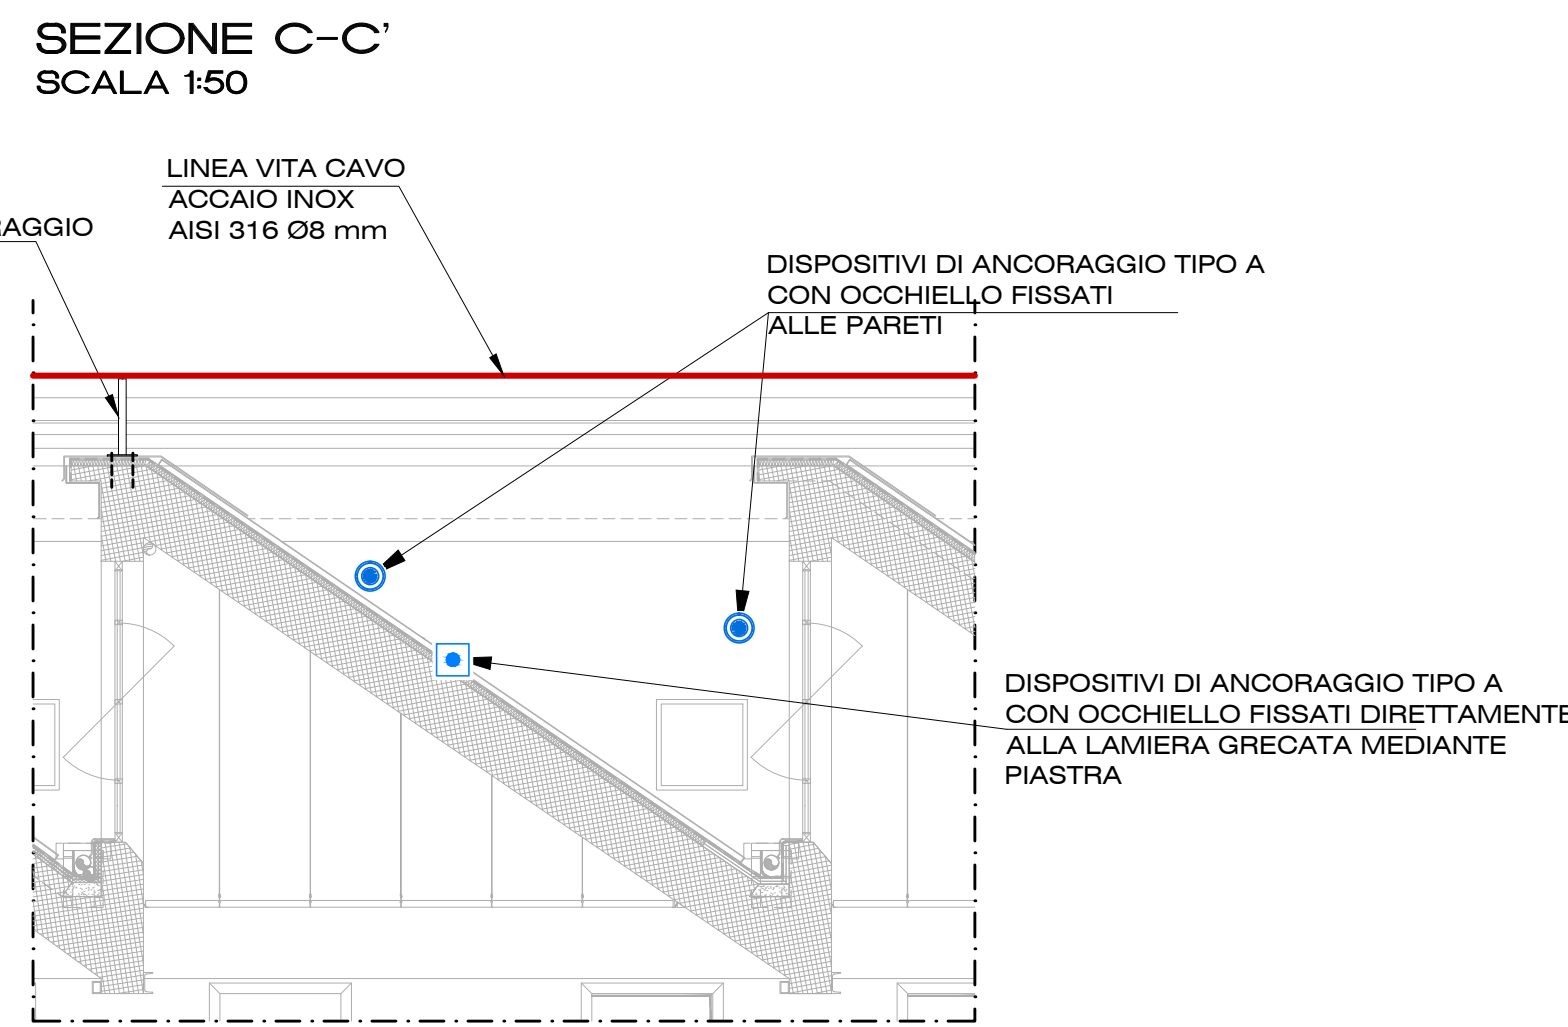 SEZIONE C-C'
SCALA 1:50
LINEA VITA CAVO
ACCAIO INOX
AISI 316 Ø8 mm
RAGGIO
DISPOSITIVI DI ANCORAGGIO TIPO A
CON OCCHIELLO FISSATI
ALLE PARETI
DISPOSITIVI DI ANCORAGGIO TIPO A
CON OCCHIELLO FISSATI DIRETTAMENTE
ALLA LAMIERA GRECATA MEDIANTE
PIASTRA